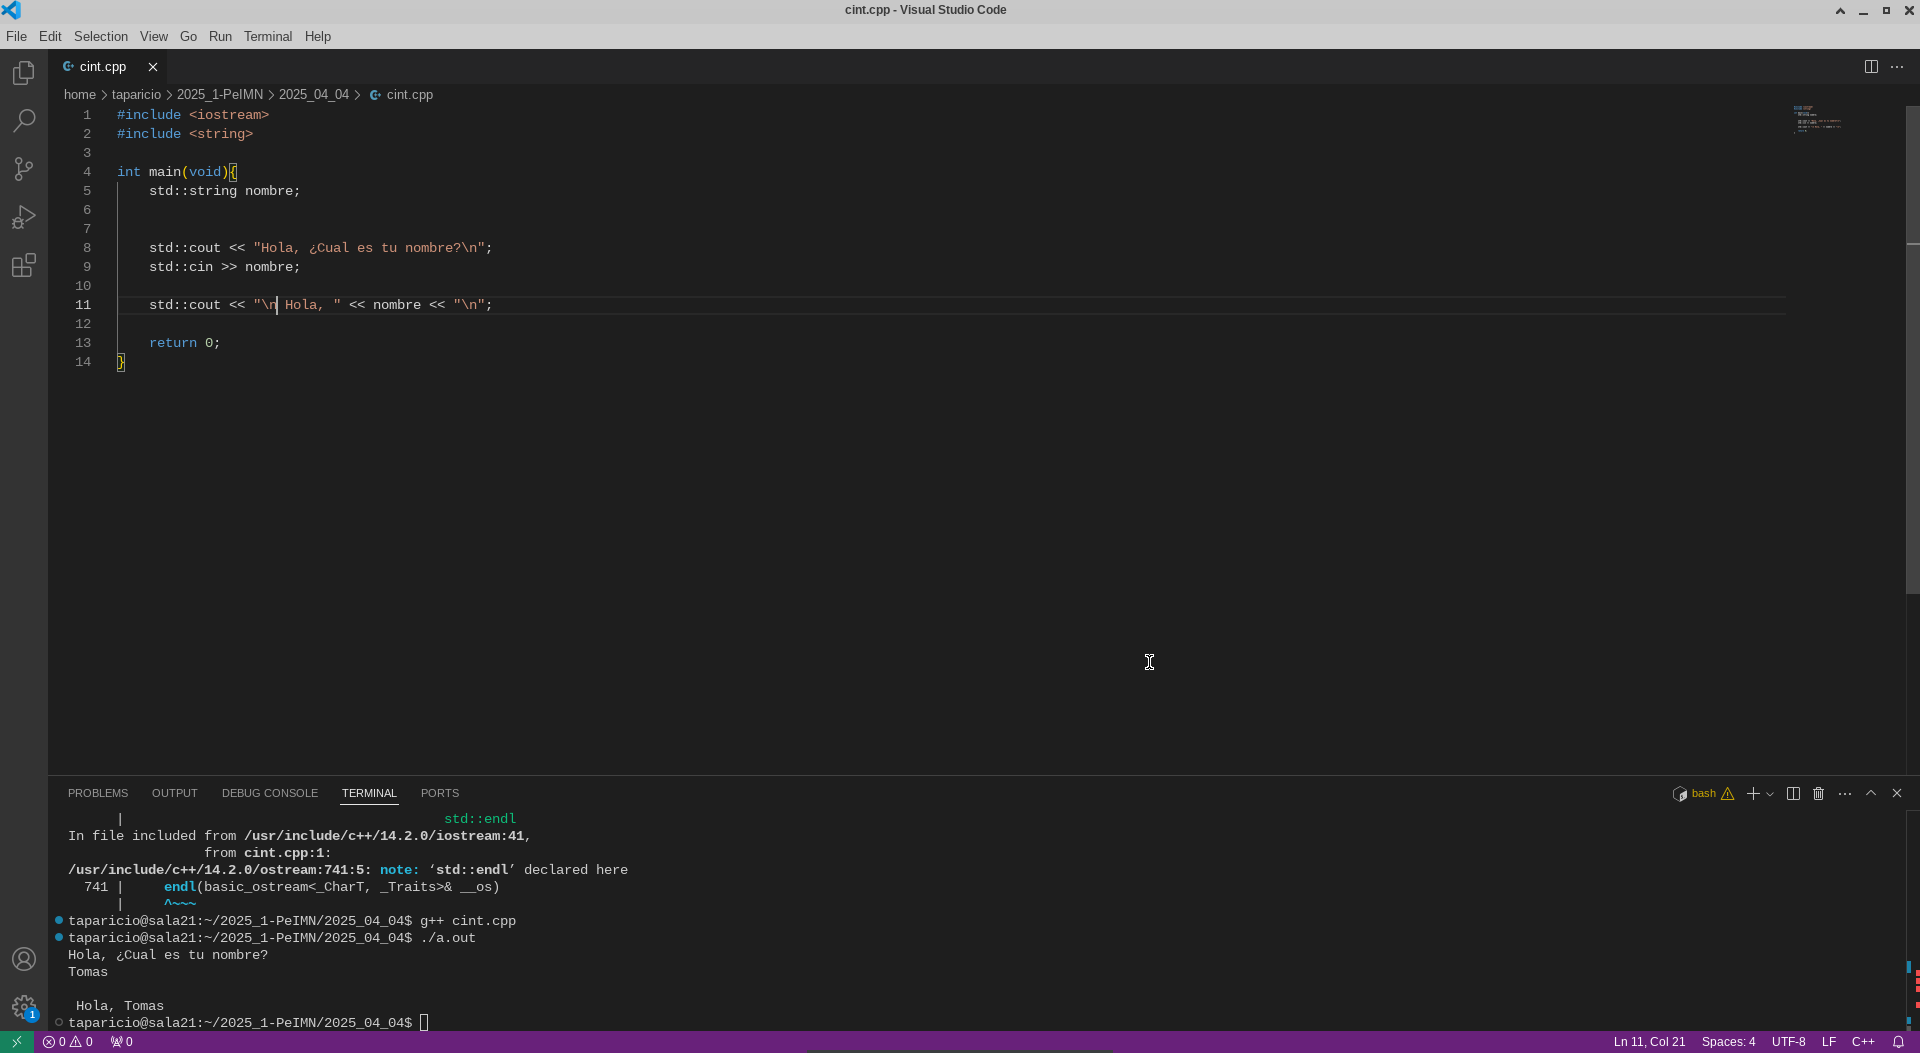 cint.cpp - Visual Studio Code
File Edit Selection View Go Run Terminal Help
cint.cpp
home > taparicio > 2025_1-PeIMN > 2025_04_04 > cint.cpp
1 #include <iostream>
2 #include <string>
3
4 int main(void){
5     std::string nombre;
6
7
8     std::cout << "Hola, ¿Cual es tu nombre?\n";
9     std::cin >> nombre;
10
11     std::cout << "\n Hola, " << nombre << "\n";
12
13     return 0;
14 }
PROBLEMS OUTPUT DEBUG CONSOLE TERMINAL PORTS
bash
      |                                        std::endl
In file included from /usr/include/c++/14.2.0/iostream:41,
                 from cint.cpp:1:
/usr/include/c++/14.2.0/ostream:741:5: note: ‘std::endl’ declared here
  741 |     endl(basic_ostream<_CharT, _Traits>& __os)
      |     ^~~~
taparicio@sala21:~/2025_1-PeIMN/2025_04_04$ g++ cint.cpp
taparicio@sala21:~/2025_1-PeIMN/2025_04_04$ ./a.out
Hola, ¿Cual es tu nombre?
Tomas

 Hola, Tomas
taparicio@sala21:~/2025_1-PeIMN/2025_04_04$
1
0 0 0 Ln 11, Col 21 Spaces: 4 UTF-8 LF C++